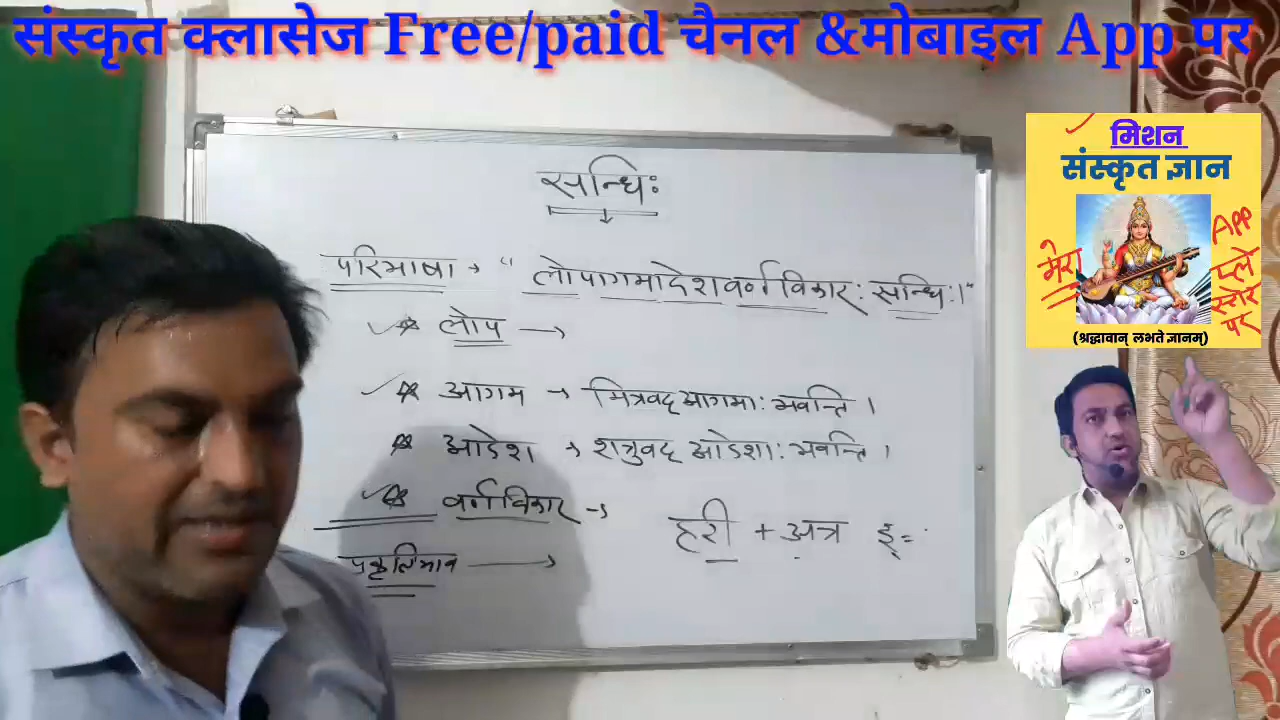 संस्कृत क्लासेज Free/paid चैनल &मोबाइल App पर
मिशन
संस्कृत ज्ञान
मेरा
App
प्ले
स्टोर
पर
(श्रद्धावान् लभते ज्ञानम्)
सन्धिः
परिभाषा → “ लोपागमादेशवर्णविकारः सन्धिः।”
लोप →
आगम → मित्रवद् आगमाः भवन्ति ।
आदेश → शत्रुवद् आदेशाः भवन्ति ।
वर्णविकार →
हरी + अत्र इ्=
प्रकृतिभाव →